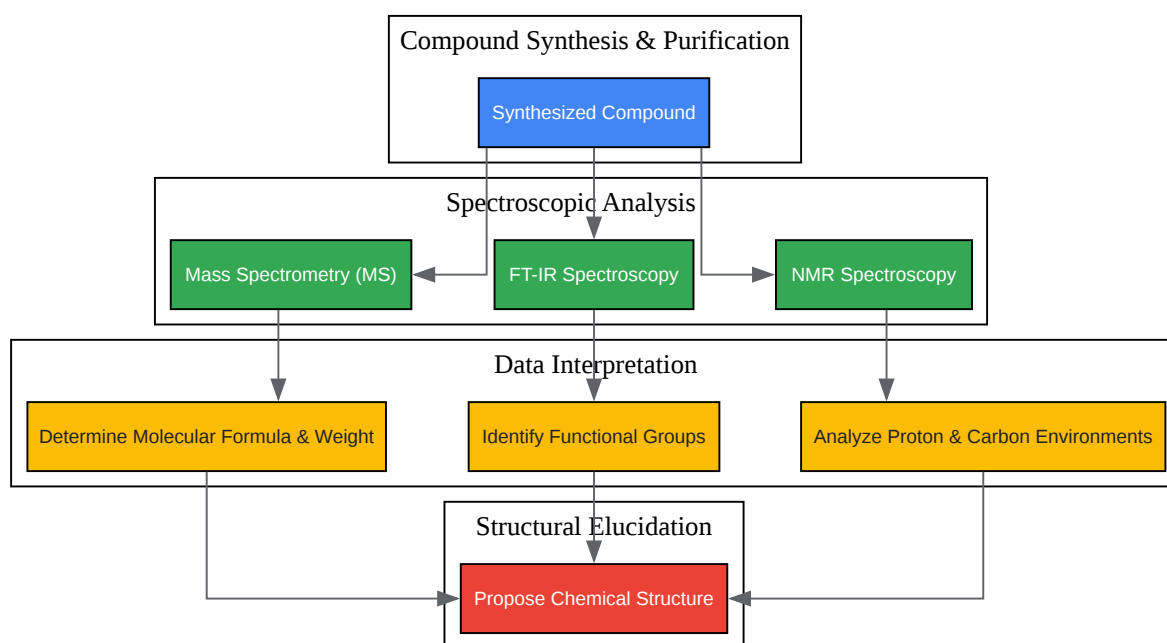 Compound Synthesis & Purification
Synthesized Compound
Spectroscopic Analysis
Mass Spectrometry (MS)
FT-IR Spectroscopy
NMR Spectroscopy
Data Interpretation
Determine Molecular Formula & Weight
Identify Functional Groups
Analyze Proton & Carbon Environments
Structural Elucidation
Propose Chemical Structure